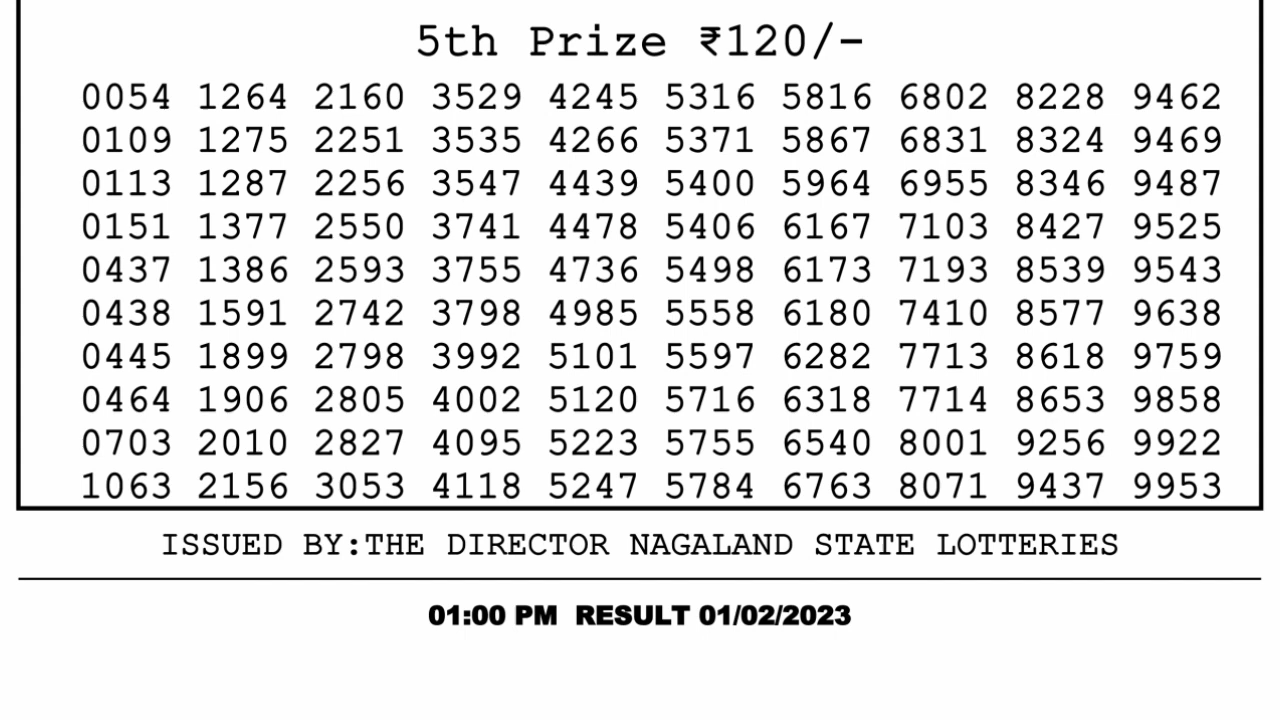 5th Prize ₹120/-
0054 1264 2160 3529 4245 5316 5816 6802 8228 9462
0109 1275 2251 3535 4266 5371 5867 6831 8324 9469
0113 1287 2256 3547 4439 5400 5964 6955 8346 9487
0151 1377 2550 3741 4478 5406 6167 7103 8427 9525
0437 1386 2593 3755 4736 5498 6173 7193 8539 9543
0438 1591 2742 3798 4985 5558 6180 7410 8577 9638
0445 1899 2798 3992 5101 5597 6282 7713 8618 9759
0464 1906 2805 4002 5120 5716 6318 7714 8653 9858
0703 2010 2827 4095 5223 5755 6540 8001 9256 9922
1063 2156 3053 4118 5247 5784 6763 8071 9437 9953
ISSUED BY:THE DIRECTOR NAGALAND STATE LOTTERIES
01:00 PM RESULT 01/02/2023